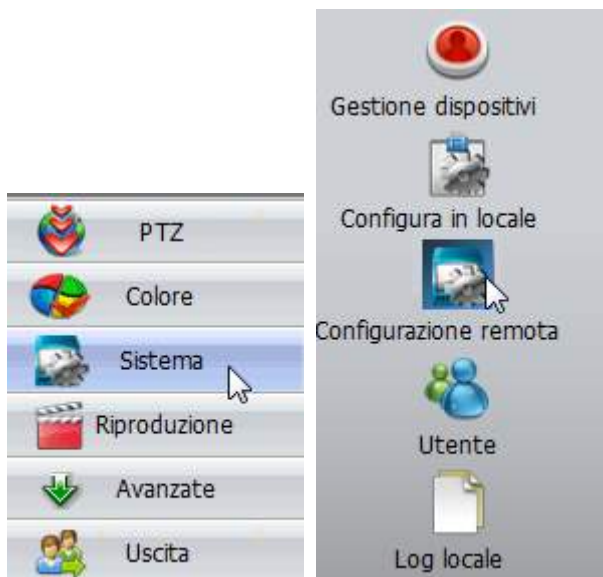 PTZ
Colore
Sistema
Riproduzione
Avanzate
Uscita
Gestione dispositivi
Configura in locale
Configurazione remota
Utente
Log locale